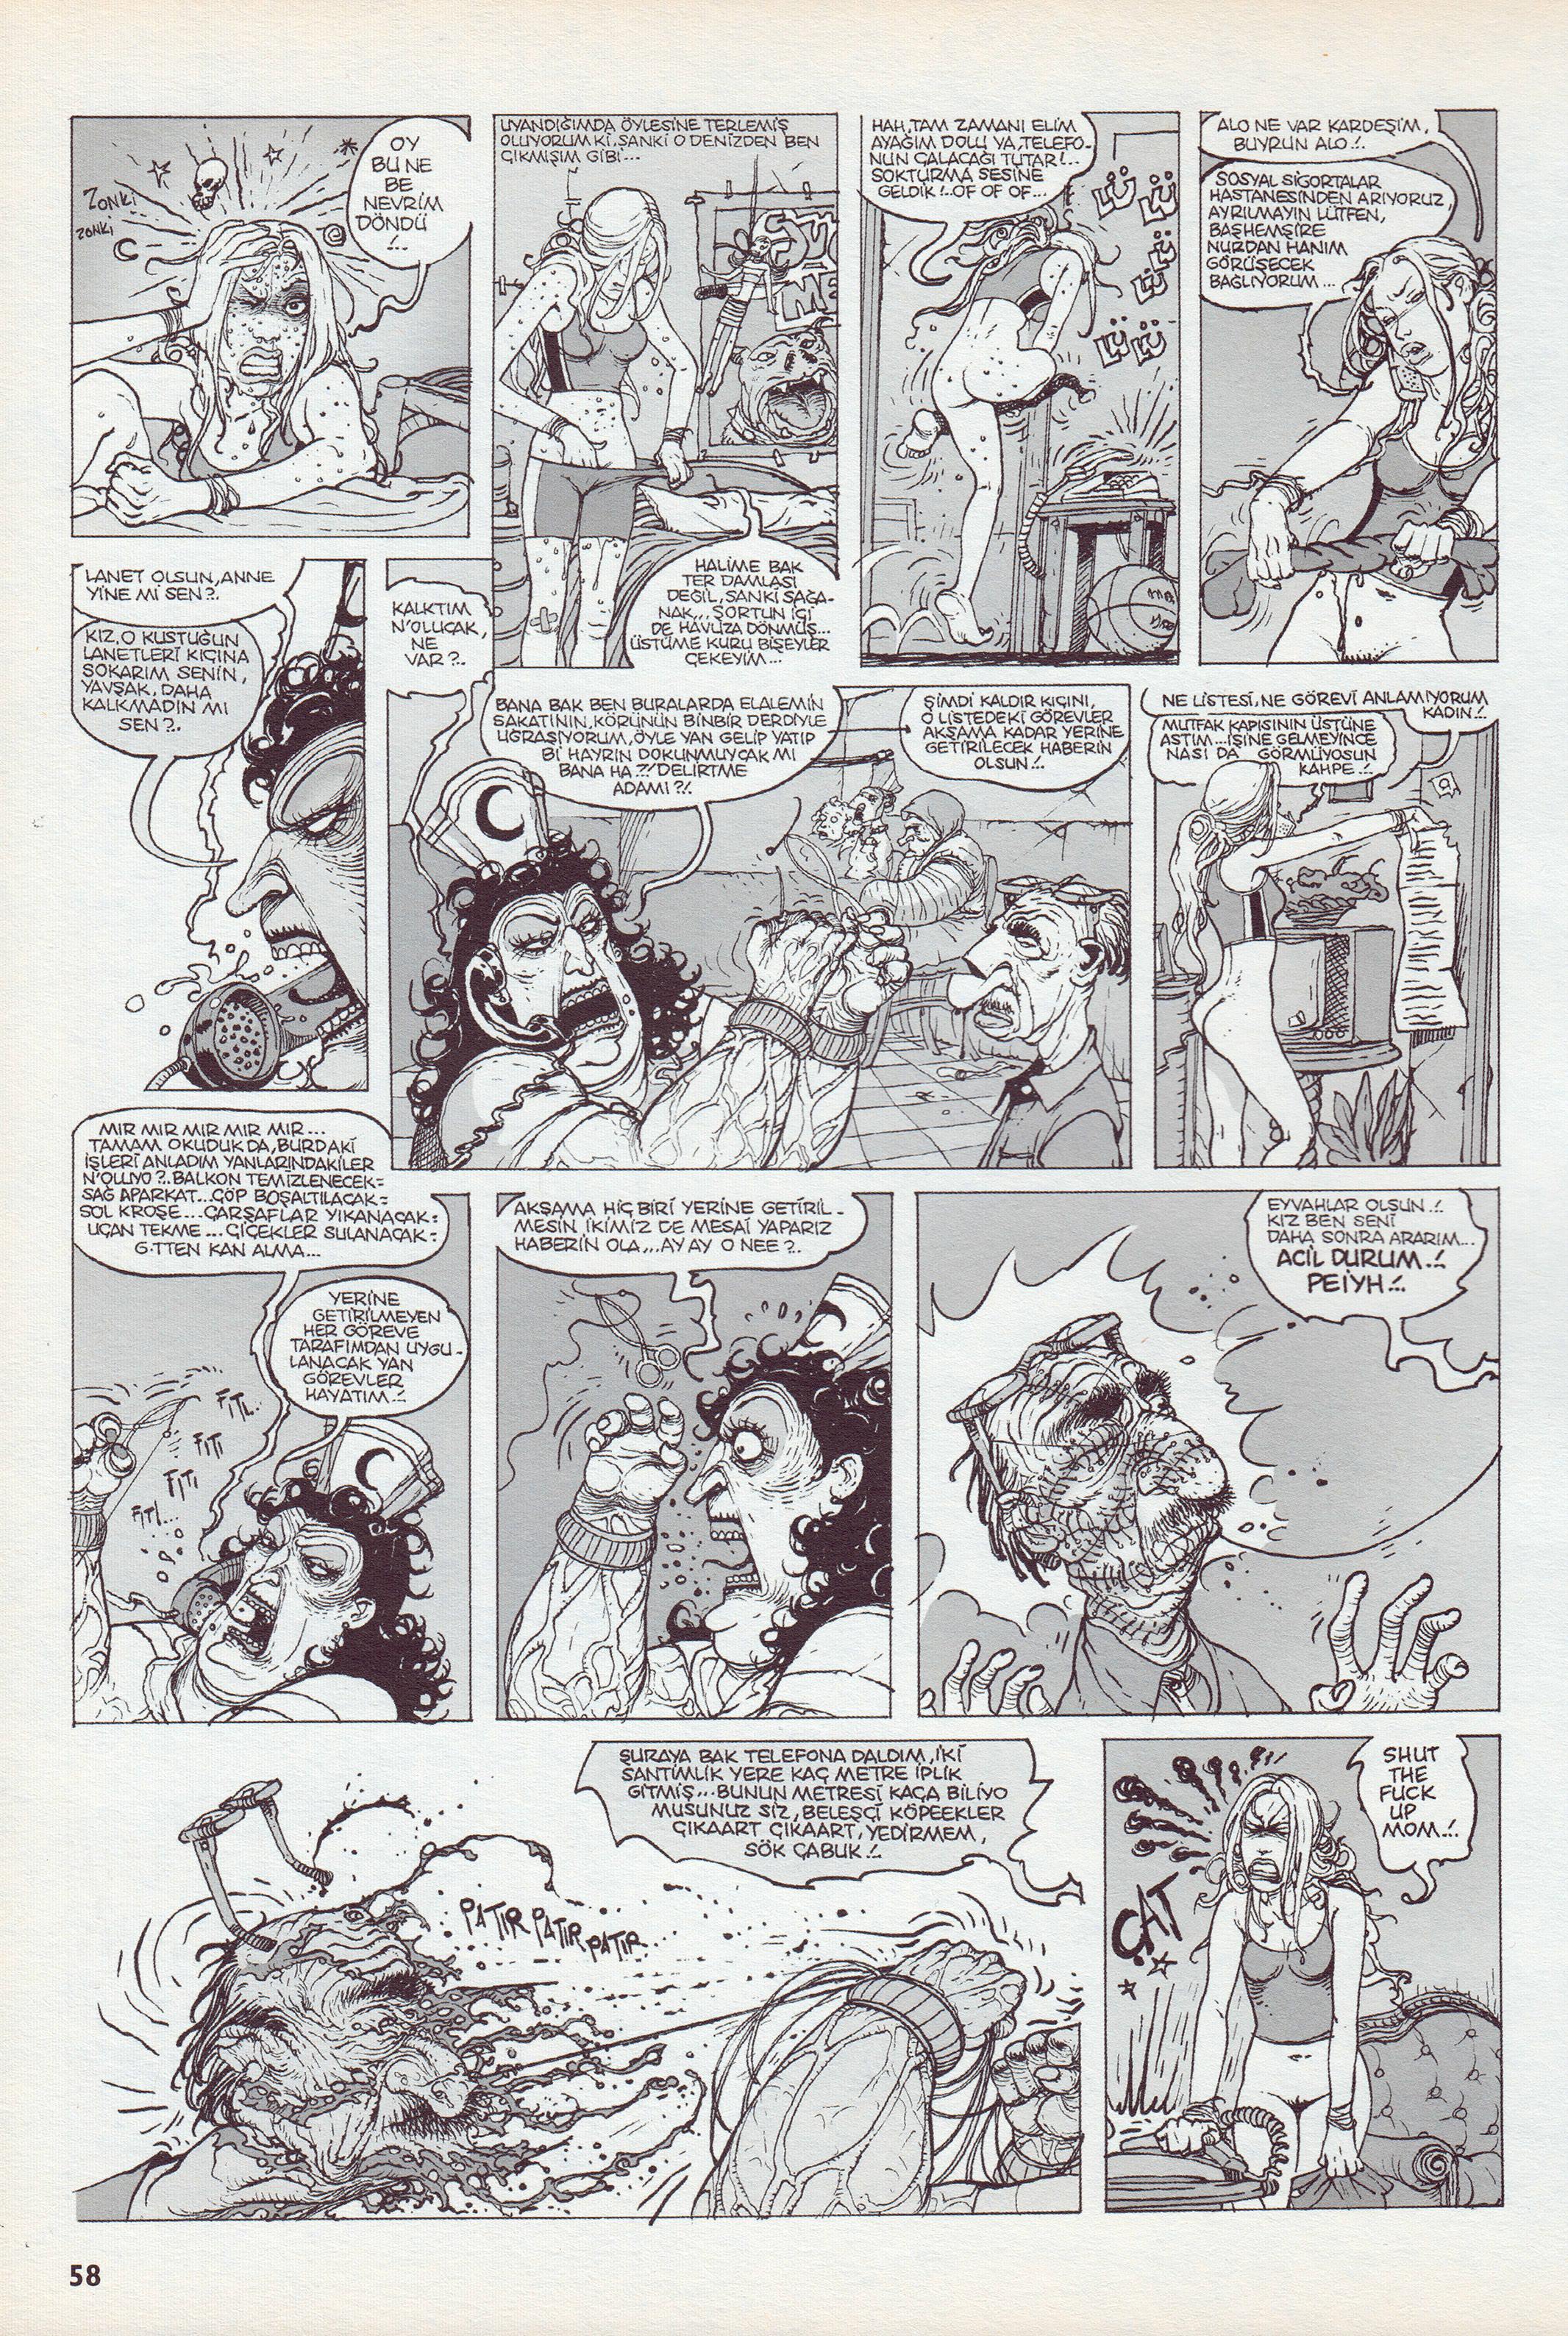 OY
BU NE
BE
NEVRİM
DÖNDÜ
!..
ZONKİ
ZONKİ
UYANDIĞIMDA ÖYLESİNE TERLEMİŞ
OLUYORUM Kİ, SANKİ O DENİZDEN BEN
ÇIKMIŞIM GİBİ...
HALİME BAK
TER DAMLASI
DEĞİL, SANKİ SAĞA-
NAK... ŞORTUN İÇİ
DE HAVUZA DÖNMÜŞ...
ÜSTÜME KURU BİŞEYLER
ÇEKEYİM...
HAH, TAM ZAMANI ELİM
AYAĞIM DOLU YA, TELEFO-
NUN ÇALACAĞI TUTAR!...
SOKTURMA SESİNE
GELDİK!.. OF OF OF...
LÜ LÜ
LÜ
LÜ
LÜ LÜ
ALO NE VAR KARDEŞİM,
BUYRUN ALO!..
SOSYAL SİGORTALAR
HASTANESİNDEN ARIYORUZ,
AYRILMAYIN LÜTFEN,
BAŞHEMŞİRE
NURDAN HANIM
GÖRÜŞECEK
BAĞLIYORUM...
LANET OLSUN, ANNE
YİNE Mİ SEN?..
KIZ, O KUSTUĞUN
LANETLERİ KIÇINA
SOKARIM SENİN,
YAVŞAK, DAHA
KALKMADIN MI
SEN?..
KALKTIM
N'OLUCAK,
NE
VAR?..
BANA BAK BEN BURALARDA ELALEMİN
SAKATININ, KÖRÜNÜN BİNBİR DERDİYLE
UĞRAŞIYORUM, ÖYLE YAN GELİP YATIP
Bİ HAYRIN DOKUNMUYCAK MI
BANA HA?!. DELİRTME
ADAMI?!.
ŞİMDİ KALDIR KIÇINI,
O LİSTEDEKİ GÖREVLER
AKŞAMA KADAR YERİNE
GETİRİLECEK HABERİN
OLSUN!..
NE LİSTESİ, NE GÖREVİ ANLAMIYORUM
KADIN!..
MUTFAK KAPISININ ÜSTÜNE
ASTIM... İŞİNE GELMEYİNCE
NASI DA GÖRMÜYOSUN
KAHPE!..
MIR MIR MIR MIR MIR...
TAMAM OKUDUK DA, BURDAKİ
İŞLERİ ANLADIM YANLARINDAKİLER
N'OLUYO?.. BALKON TEMİZLENECEK=
SAĞ APARKAT... ÇÖP BOŞALTILACAK=
SOL KROŞE... ÇARŞAFLAR YIKANACAK=
UÇAN TEKME... ÇİÇEKLER SULANACAK=
G.TTEN KAN ALMA...
YERİNE
GETİRİLMEYEN
HER GÖREVE
TARAFIMDAN UYGU-
LANACAK YAN
GÖREVLER
HAYATIM!..
FITI..
FITI
FITI
FITI...
AKŞAMA HİÇ BİRİ YERİNE GETİRİL-
MESİN İKİMİZ DE MESAİ YAPARIZ
HABERİN OLA... AY AY O NEE?..
EYVAHLAR OLSUN!..
KIZ BEN SENİ
DAHA SONRA ARARIM...
ACİL DURUM!..
PEİYH!..
ŞURAYA BAK TELEFONA DALDIM, İKİ
SANTİMLİK YERE KAÇ METRE İPLİK
GİTMİŞ... BUNUN METRESİ KAÇA BİLİYO
MUSUNUZ SİZ, BELEŞÇİ KÖPEEKLER
ÇIKAART ÇIKAART, YEDİRMEM,
SÖK ÇABUK!..
PATIR PATIR PATIR...
SHUT
THE
FUCK
UP
MOM!..
ÇAT
58